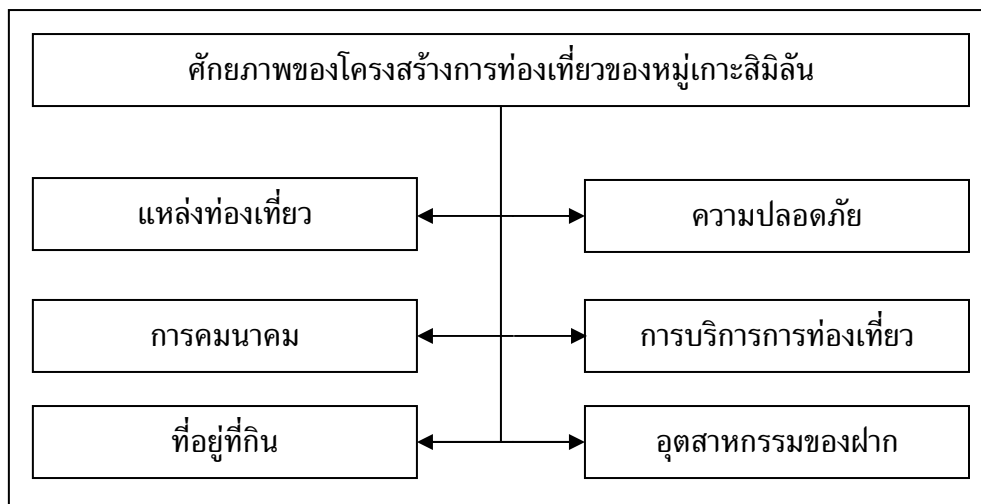 ศักยภาพของโครงสร้างการท่องเที่ยวของหมู่เกาะสิมิลัน
แหล่งท่องเที่ยว
ความปลอดภัย
การคมนาคม
การบริการการท่องเที่ยว
ที่อยู่ที่กิน
อุตสาหกรรมของฝาก